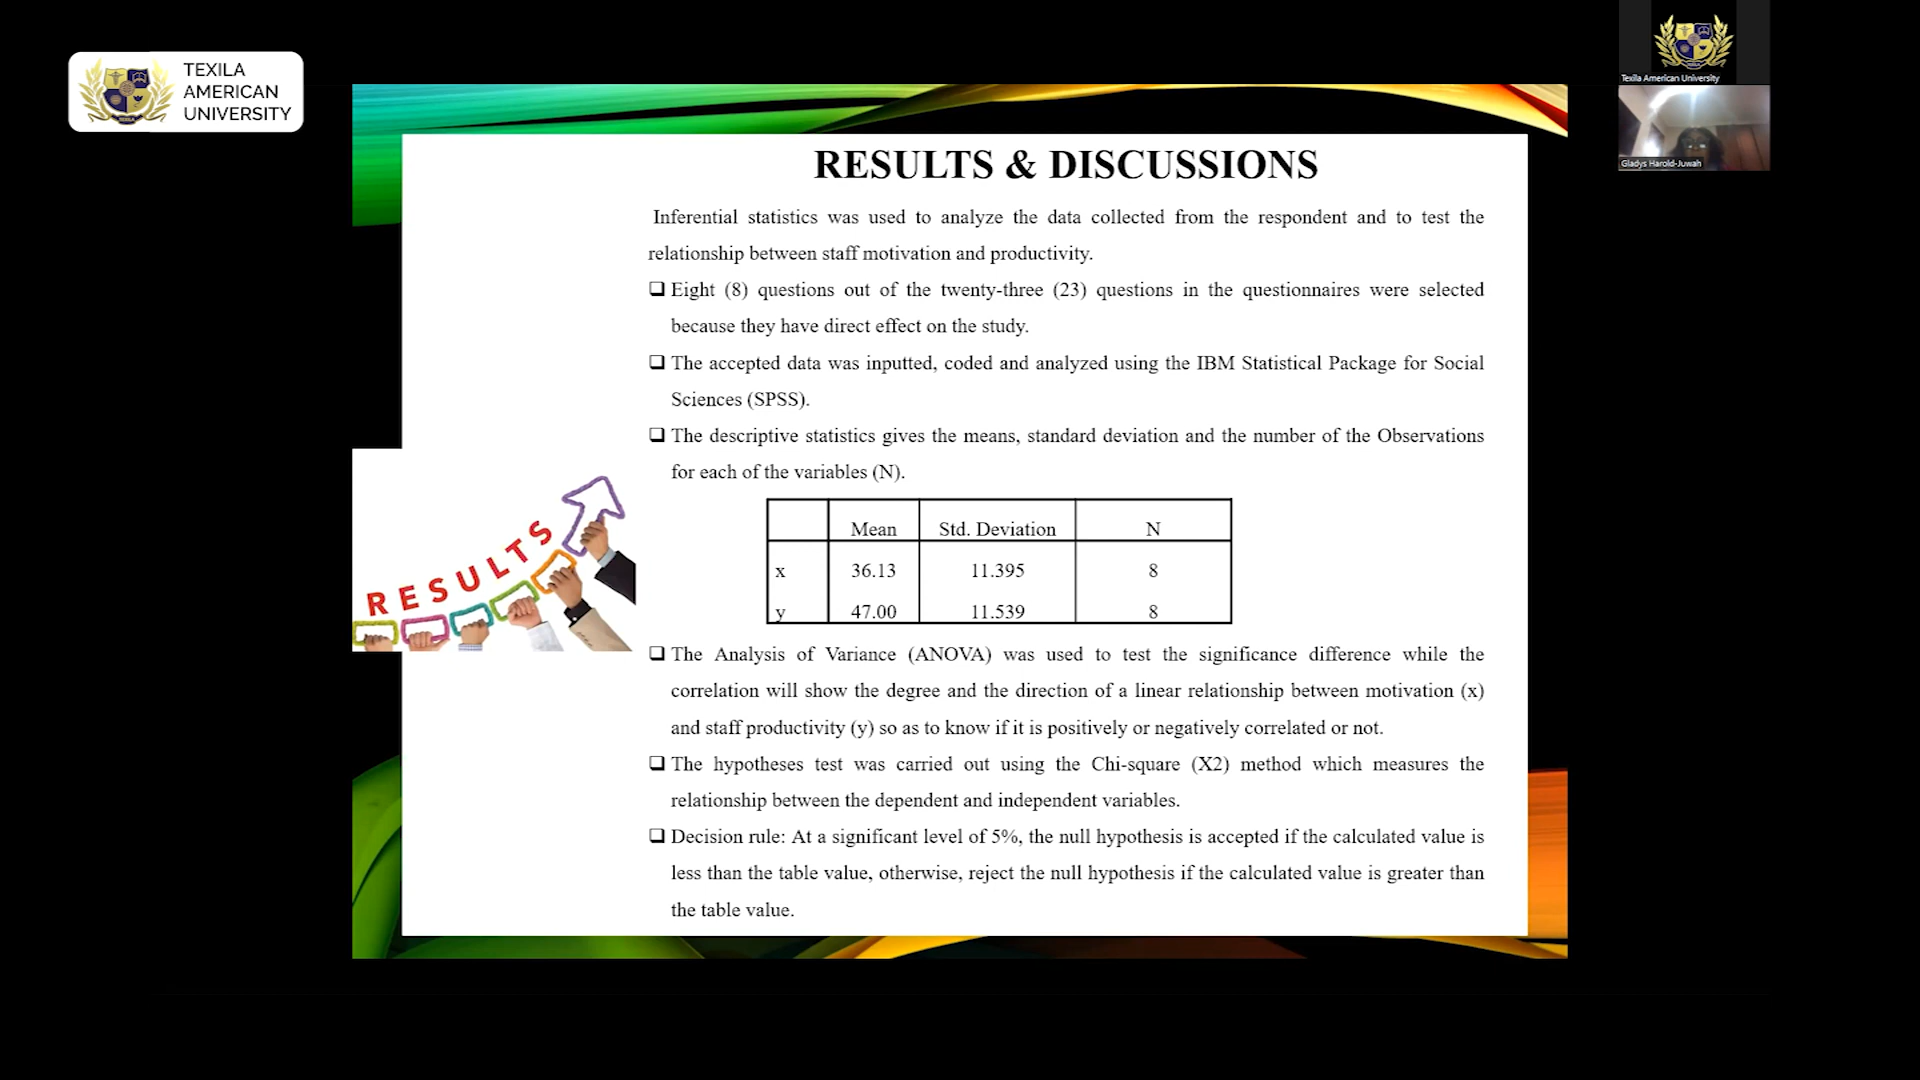 TEXILA
AMERICAN
UNIVERSITY
Texila American University
Gladys Harold-Juwah
RESULTS & DISCUSSIONS
Inferential statistics was used to analyze the data collected from the respondent and to test the
relationship between staff motivation and productivity.
Eight (8) questions out of the twenty-three (23) questions in the questionnaires were selected
because they have direct effect on the study.
The accepted data was inputted, coded and analyzed using the IBM Statistical Package for Social
Sciences (SPSS).
The descriptive statistics gives the means, standard deviation and the number of the Observations
for each of the variables (N).
RESULTS
Mean Std. Deviation N
x 36.13 11.395 8
y 47.00 11.539 8
The Analysis of Variance (ANOVA) was used to test the significance difference while the
correlation will show the degree and the direction of a linear relationship between motivation (x)
and staff productivity (y) so as to know if it is positively or negatively correlated or not.
The hypotheses test was carried out using the Chi-square (X2) method which measures the
relationship between the dependent and independent variables.
Decision rule: At a significant level of 5%, the null hypothesis is accepted if the calculated value is
less than the table value, otherwise, reject the null hypothesis if the calculated value is greater than
the table value.